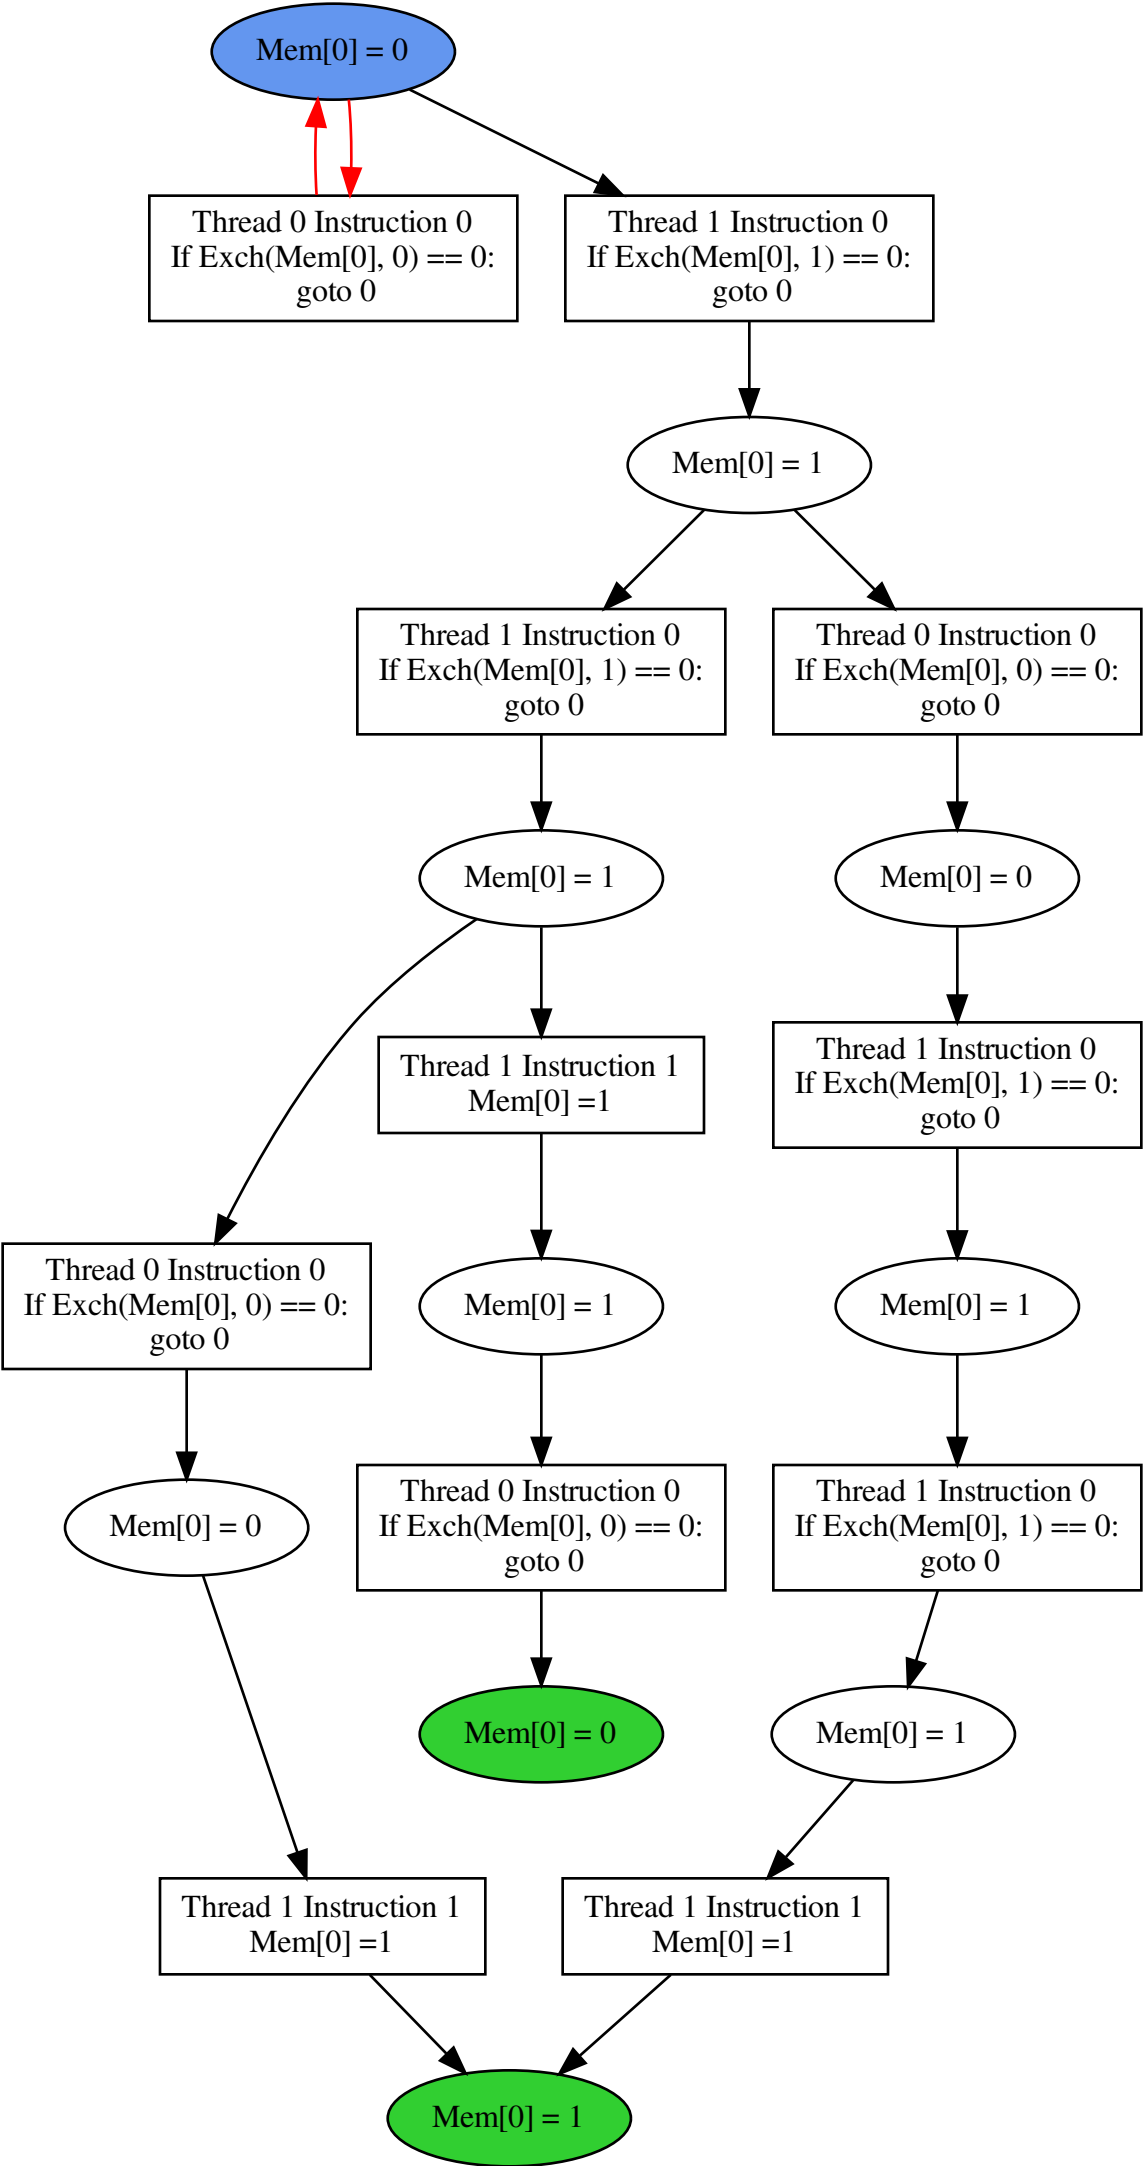 Mem[0] = 0
Thread 0 Instruction 0
If Exch(Mem[0], 0) == 0:
goto 0
Thread 1 Instruction 0
If Exch(Mem[0], 1) == 0:
goto 0
Mem[0] = 1
Thread 1 Instruction 0
If Exch(Mem[0], 1) == 0:
goto 0
Thread 0 Instruction 0
If Exch(Mem[0], 0) == 0:
goto 0
Mem[0] = 1
Mem[0] = 0
Thread 1 Instruction 1
Mem[0] =1
Thread 1 Instruction 0
If Exch(Mem[0], 1) == 0:
goto 0
Thread 0 Instruction 0
If Exch(Mem[0], 0) == 0:
goto 0
Mem[0] = 1
Mem[0] = 1
Mem[0] = 0
Thread 0 Instruction 0
If Exch(Mem[0], 0) == 0:
goto 0
Thread 1 Instruction 0
If Exch(Mem[0], 1) == 0:
goto 0
Mem[0] = 0
Mem[0] = 1
Thread 1 Instruction 1
Mem[0] =1
Thread 1 Instruction 1
Mem[0] =1
Mem[0] = 1